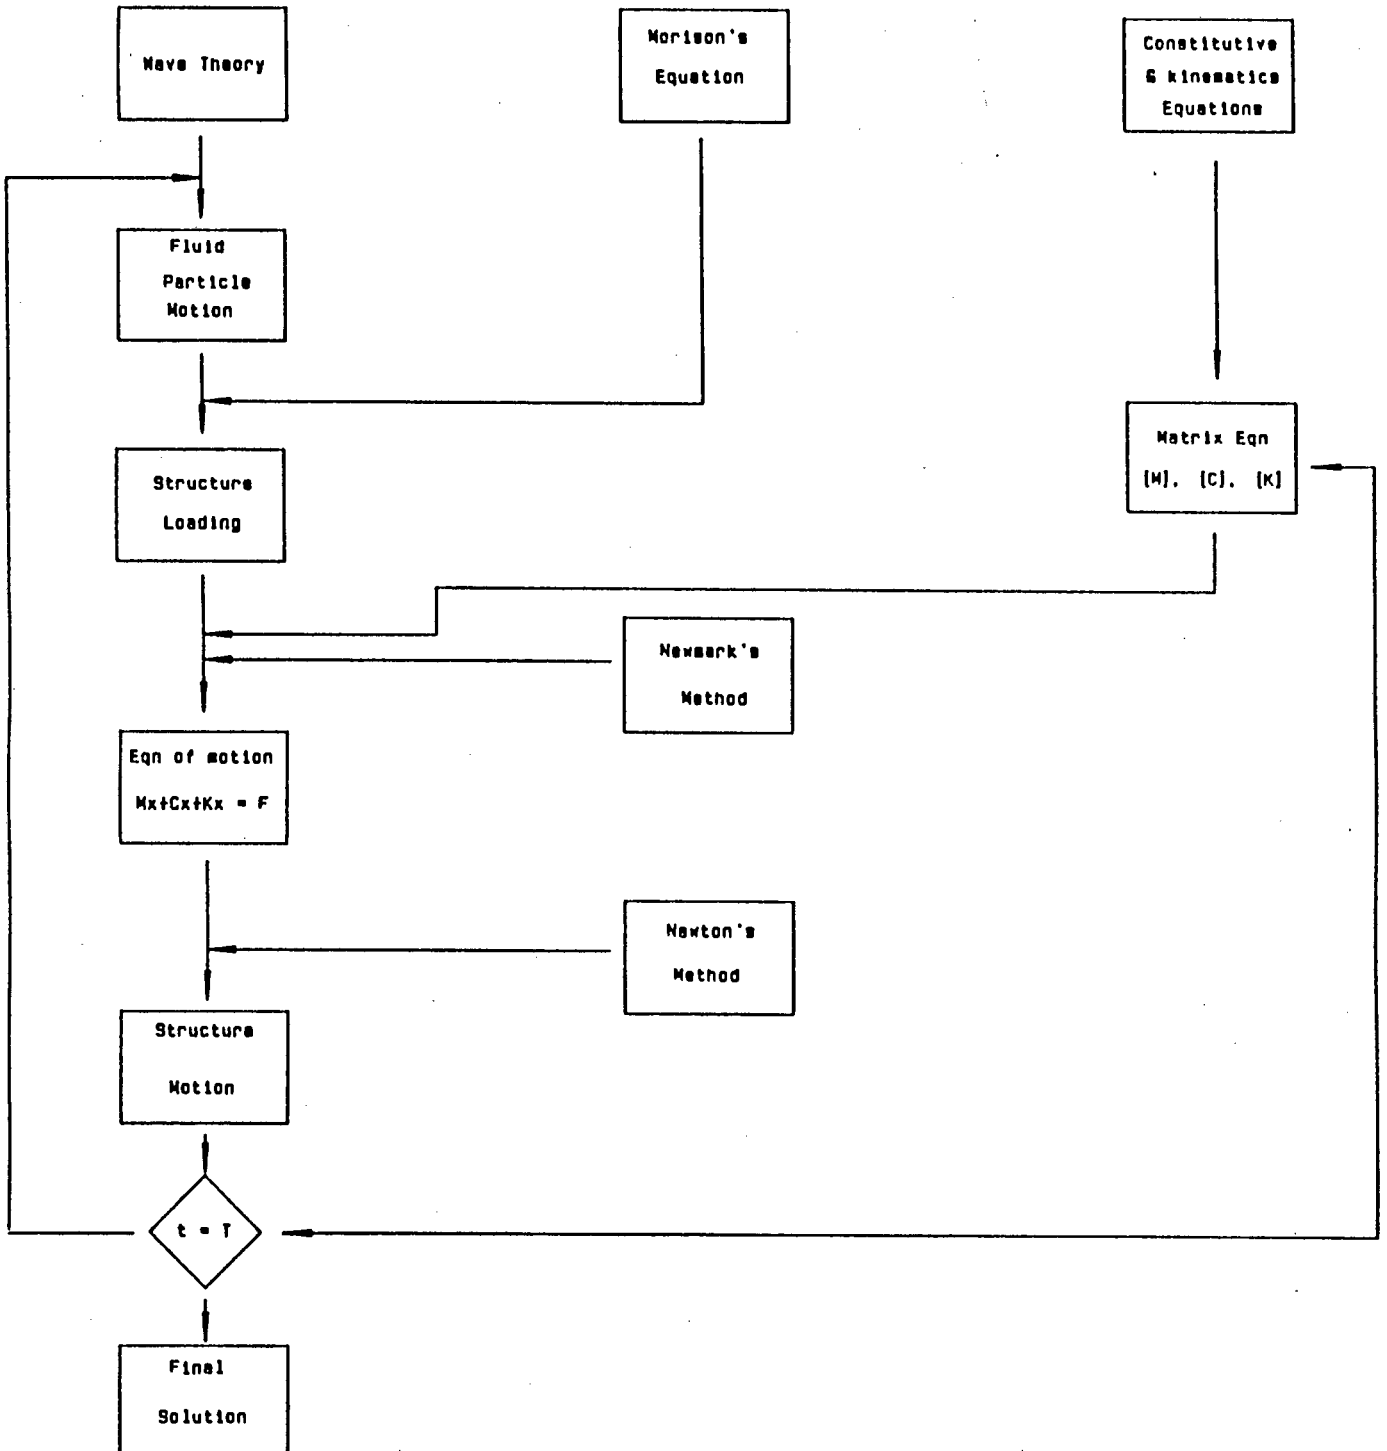 Wave Theory
Morison's
Equation
Constitutive
& kinematics
Equations
Fluid
Particle
Motion
Structure
Loading
Matrix Eqn
[M], [C], [K]
Newmark's
Method
Eqn of motion
Mx+Cx+Kx = F
Newton's
Method
Structure
Motion
t = T
Final
Solution